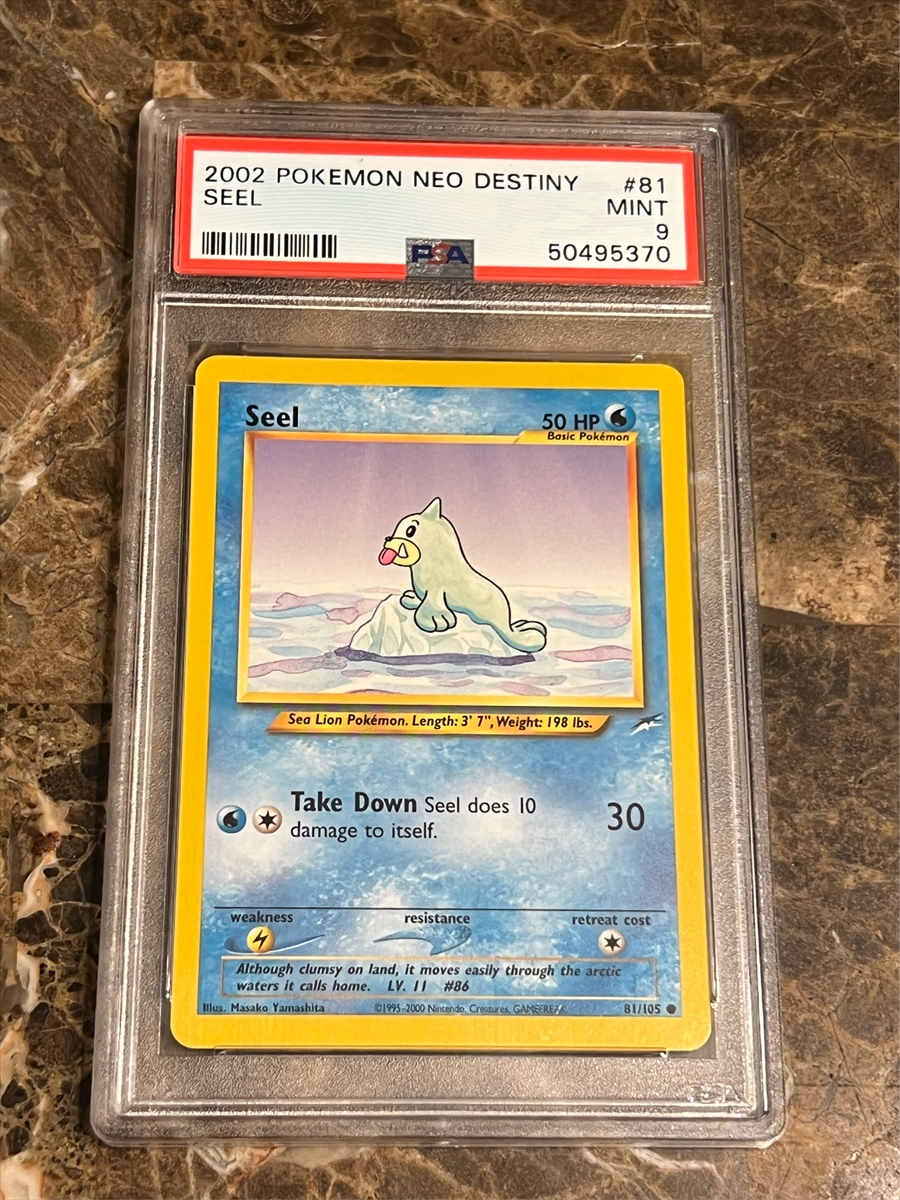 2002 POKEMON NEO DESTINY #81
SEEL MINT
9
PSA 50495370
Seel 50 HP
Basic Pokémon
Sea Lion Pokémon. Length: 3' 7", Weight: 198 lbs.
Take Down Seel does 10
damage to itself. 30
weakness resistance retreat cost
Although clumsy on land, it moves easily through the arctic
waters it calls home. LV. 11 #86
Illus. Masako Yamashita ©1995-2000 Nintendo, Creatures, GAMEFREAK. 81/105
PSA